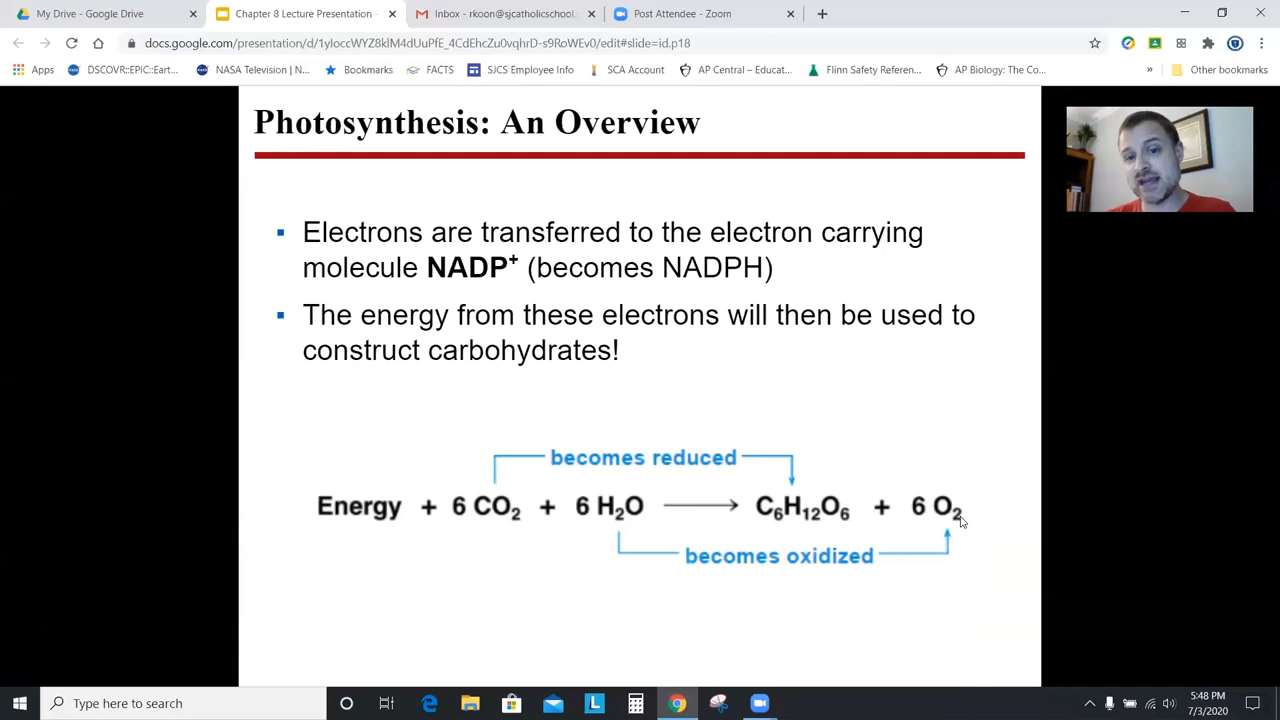 My Drive - Google Drive
Chapter 8 Lecture Presentation -
Inbox - rkoon@sjcatholicschool.
Post Attendee - Zoom
docs.google.com/presentation/d/1yIoccWYZ8klM4dUdPfE_4EdEhcZu0vqhrD-s9RoWEv0/edit#slide=id.p18
Apps
DSCOVR::EPIC::Eart...
NASA Television | N...
Bookmarks
FACTS
SJCS Employee Info
SCA Account
AP Central – Educat...
Flinn Safety Referen...
AP Biology: The Co...
»
Other bookmarks
Photosynthesis: An Overview
▪ Electrons are transferred to the electron carrying
molecule NADP⁺ (becomes NADPH)
▪ The energy from these electrons will then be used to
construct carbohydrates!
becomes reduced
Energy + 6 CO₂ + 6 H₂O → C₆H₁₂O₆ + 6 O₂
becomes oxidized
Type here to search
5:48 PM
7/3/2020